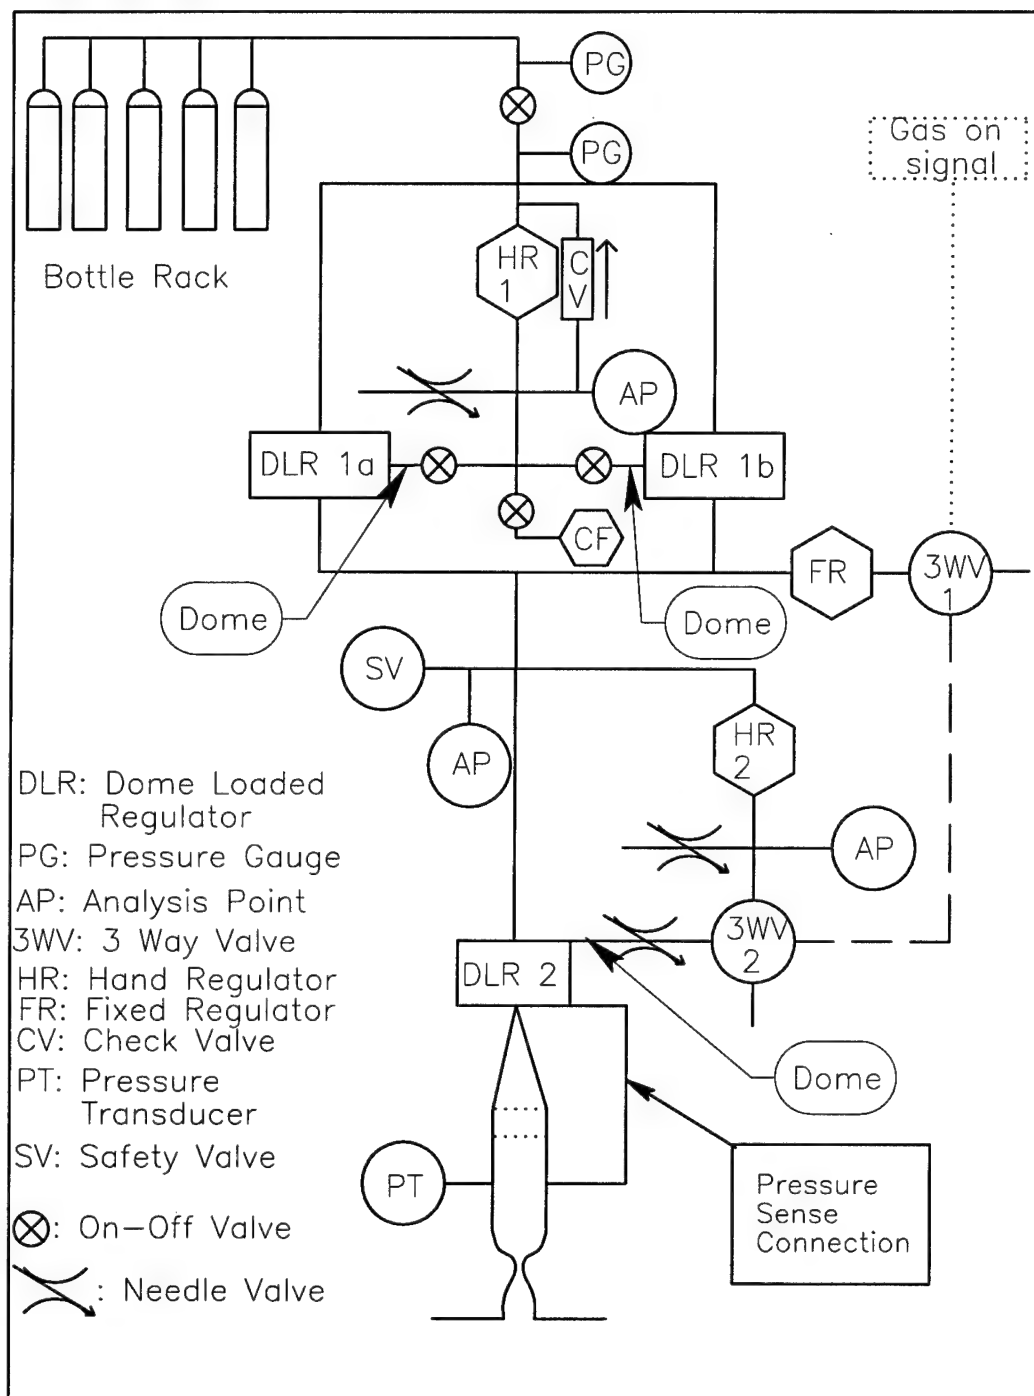 PG
PG
Gas on
signal
Bottle Rack
HR
1
C
V
AP
DLR 1a
DLR 1b
CF
FR
3WV
1
Dome
Dome
SV
AP
HR
2
AP
DLR: Dome Loaded
Regulator
PG: Pressure Gauge
AP: Analysis Point
3WV: 3 Way Valve
HR: Hand Regulator
FR: Fixed Regulator
CV: Check Valve
PT: Pressure
Transducer
SV: Safety Valve
: On-Off Valve
: Needle Valve
3WV
2
DLR 2
Dome
PT
Pressure
Sense
Connection